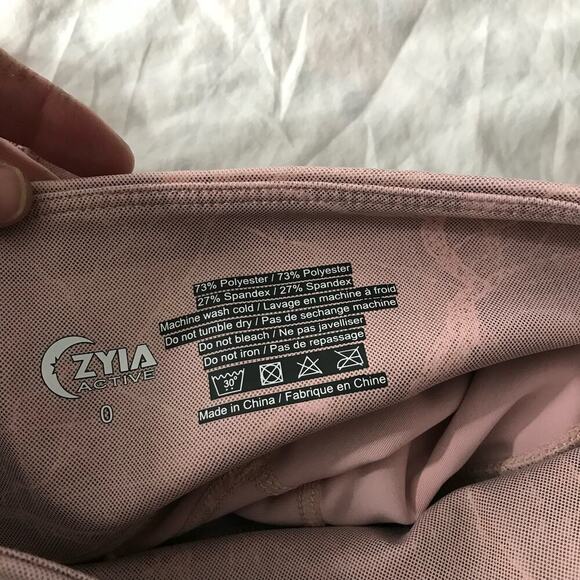 73% Polyester / 73% Polyester
27% Spandex / 27% Spandex
Machine wash cold / Lavage en machine à froid
Do not tumble dry / Pas de sechange machine
Do not bleach / Ne pas javelliser
Do not iron / Pas de repassage
30°
Made in China / Fabrique en Chine
ZYIA
ACTIVE
0